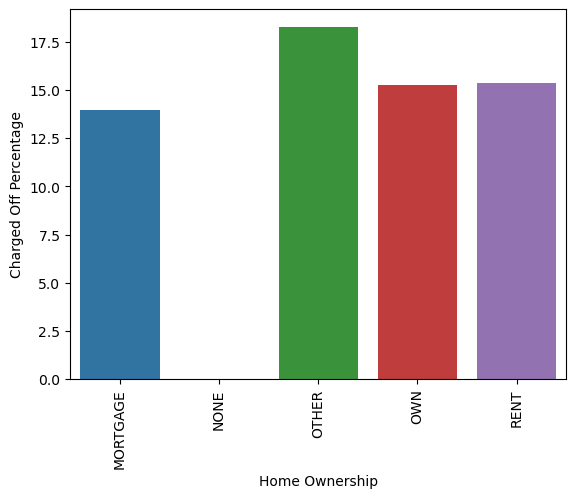 17.5
15.0
12.5
10.0
7.5
5.0
2.5
0.0
Charged Off Percentage
MORTGAGE
NONE
OTHER
OWN
RENT
Home Ownership